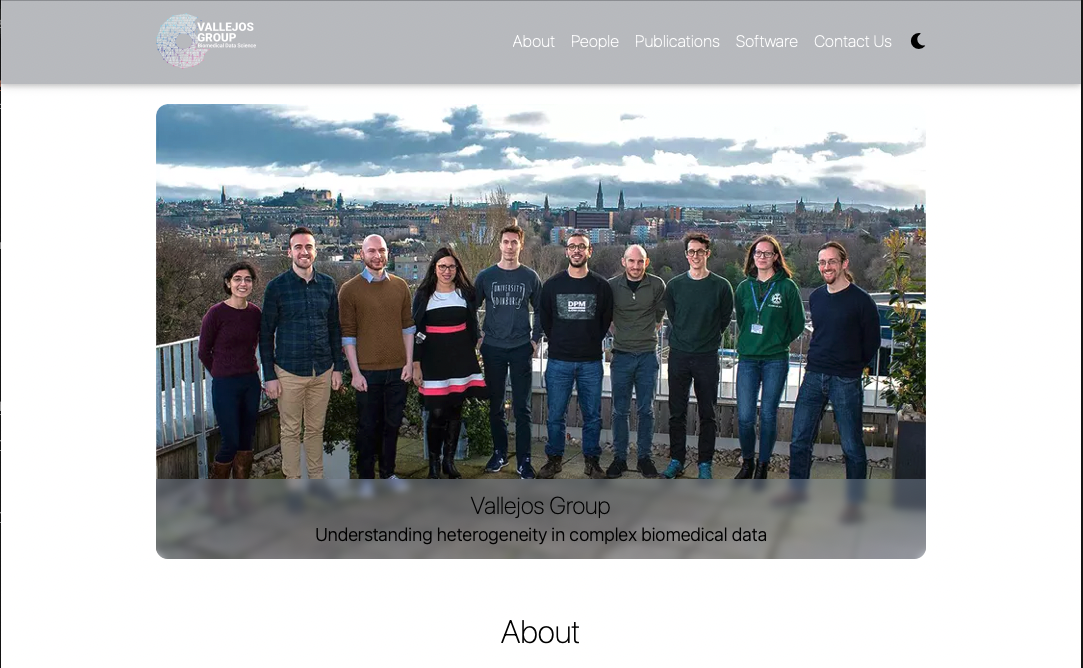 VALLEJOS
GROUP
Biomedical Data Science
About People Publications Software Contact Us
UNIVERSITY
EDINBURGH
DPM
Vallejos Group
Understanding heterogeneity in complex biomedical data
About